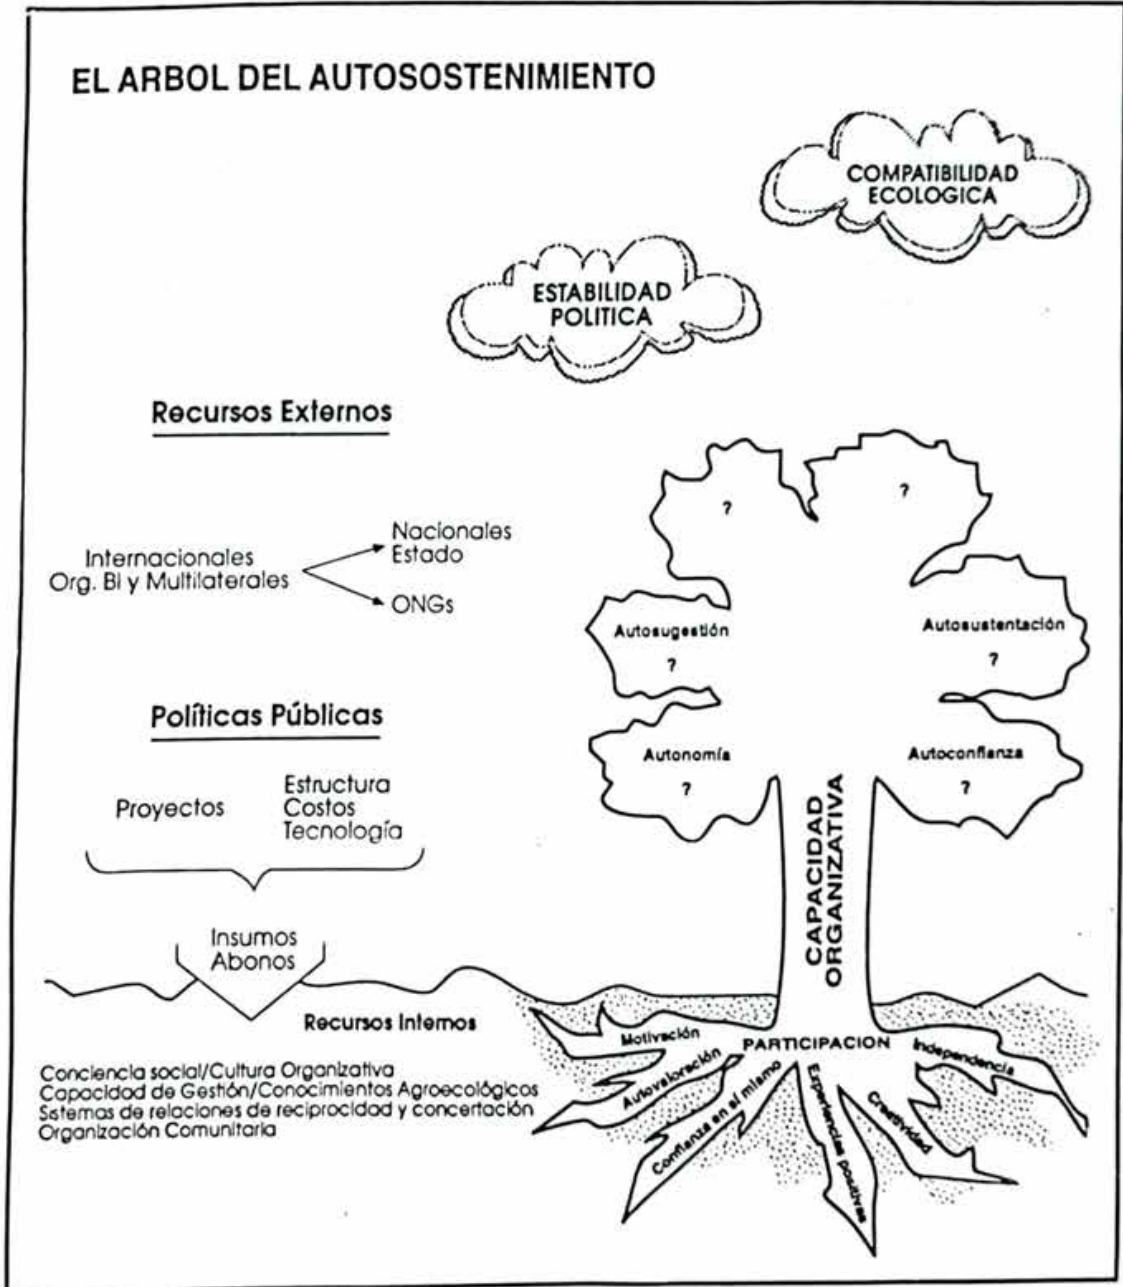 EL ARBOL DEL AUTOSOSTENIMIENTO
COMPATIBILIDAD
ECOLOGICA
ESTABILIDAD
POLITICA
Recursos Externos
Internacionales
Org. BI y Multilaterales
Nacionales
Estado
ONGs
?
?
Autosugestión
?
Autosustentación
?
Políticas Públicas
Autonomía
?
Autoconfianza
?
Proyectos
Estructura
Costos
Tecnología
CAPACIDAD
ORGANIZATIVA
Insumos
Abonos
Recursos Internos
Conciencia social/Cultura Organizativa
Capacidad de Gestión/Conocimientos Agroecológicos
Sistemas de relaciones de reciprocidad y concertación
Organización Comunitaria
PARTICIPACION
Motivación
Autovaloración
Confianza en si mismo
Experiencias positivas
Creatividad
Independencia